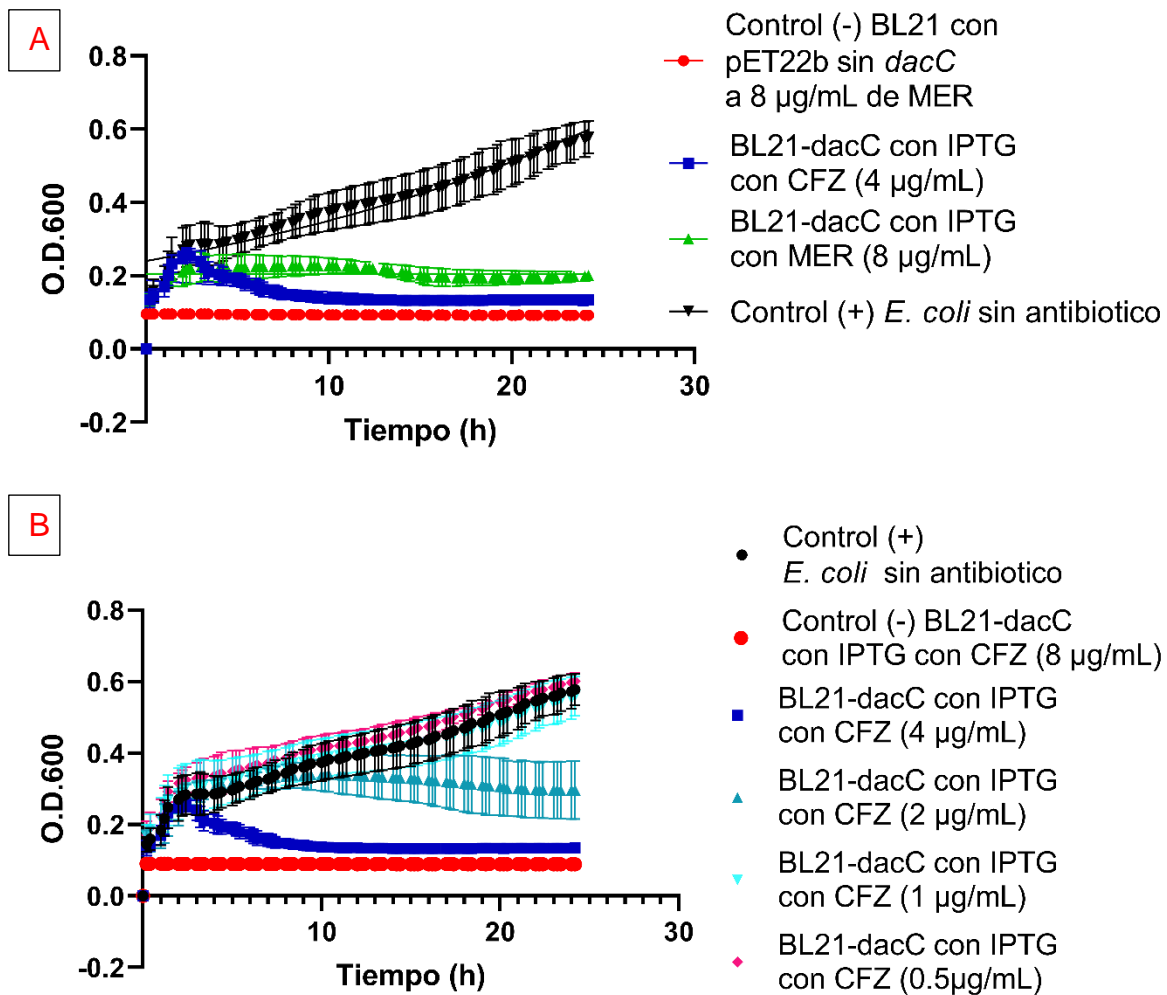 A
0.8
0.6
0.4
0.2
0.0
-0.2
O.D.600
10
20
30
Tiempo (h)
Control (-) BL21 con
pET22b sin dacC
a 8 µg/mL de MER
BL21-dacC con IPTG
con CFZ (4 µg/mL)
BL21-dacC con IPTG
con MER (8 µg/mL)
Control (+) E. coli sin antibiotico
B
0.8
0.6
0.4
0.2
0.0
-0.2
O.D.600
10
20
30
Tiempo (h)
Control (+)
E. coli sin antibiotico
Control (-) BL21-dacC
con IPTG con CFZ (8 µg/mL)
BL21-dacC con IPTG
con CFZ (4 µg/mL)
BL21-dacC con IPTG
con CFZ (2 µg/mL)
BL21-dacC con IPTG
con CFZ (1 µg/mL)
BL21-dacC con IPTG
con CFZ (0.5µg/mL)